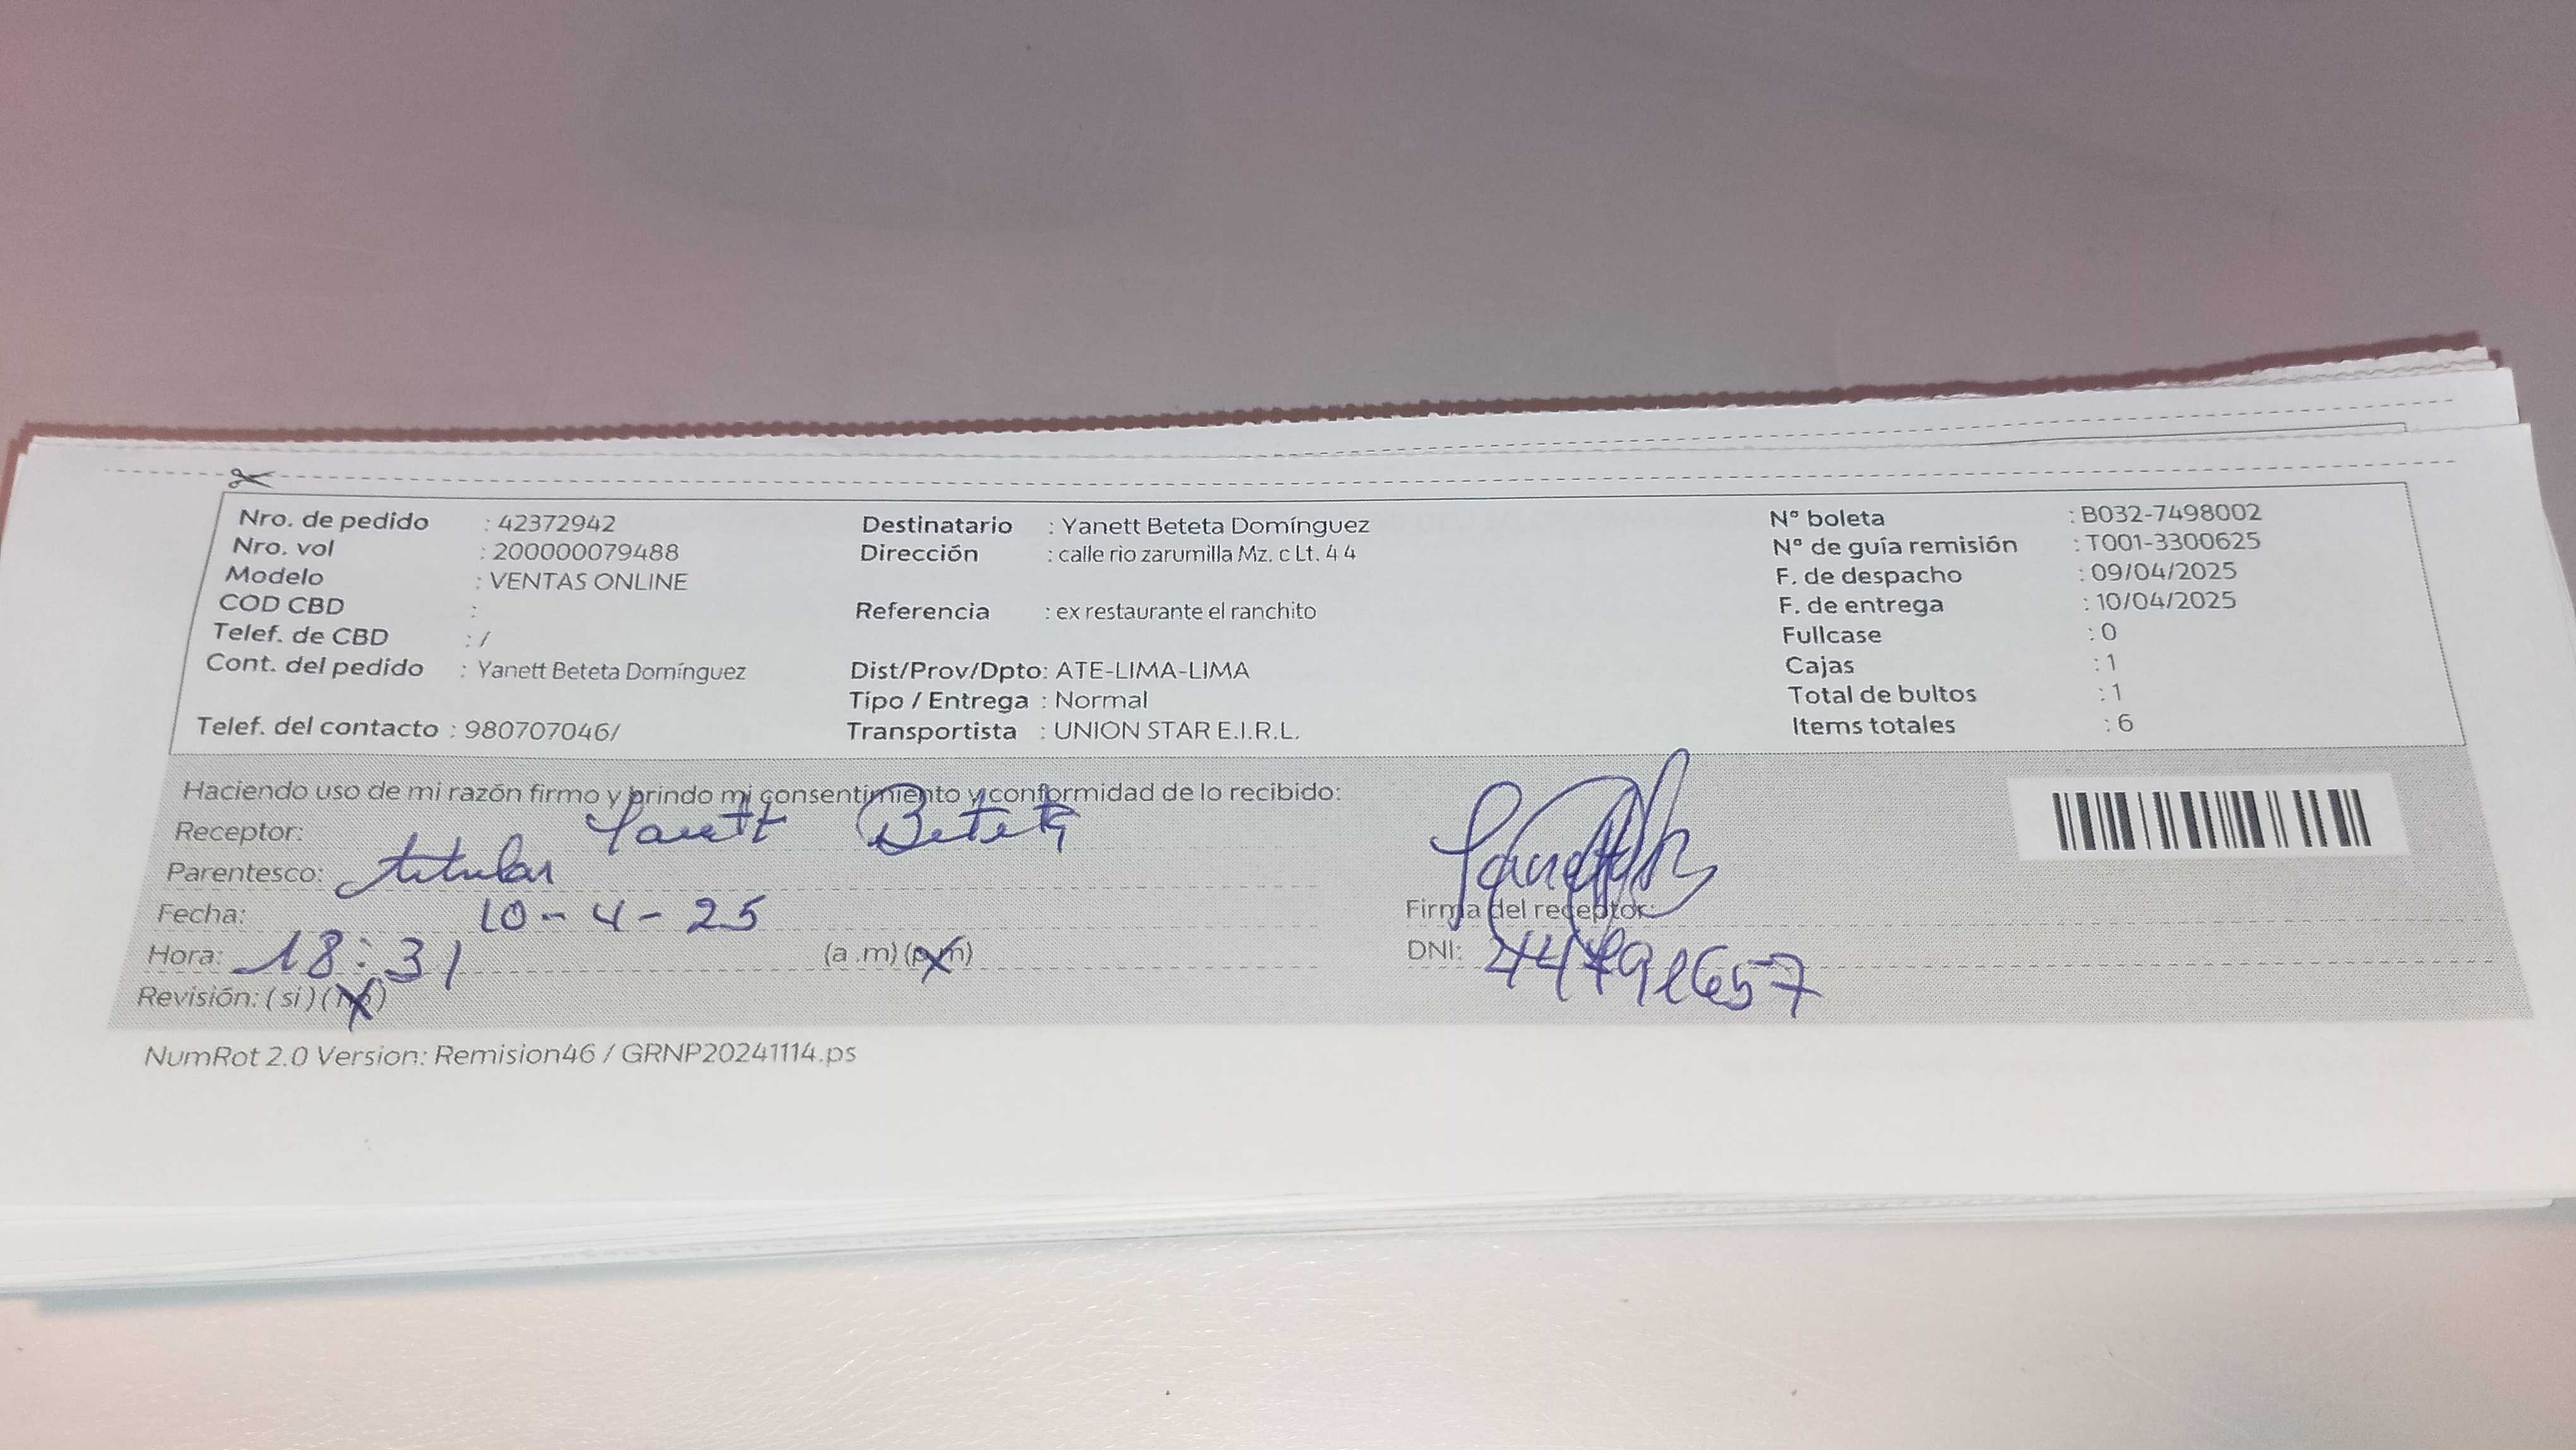 Nro. de pedido : 42372942
Nro. vol : 200000079488
Modelo : VENTAS ONLINE
COD CBD :
Telef. de CBD : /
Cont. del pedido : Yanett Beteta Domínguez
Telef. del contacto : 980707046/
Destinatario : Yanett Beteta Domínguez
Dirección : calle rio zarumilla Mz. c Lt. 4 4
Referencia : ex restaurante el ranchito
Dist/Prov/Dpto: ATE-LIMA-LIMA
Tipo / Entrega : Normal
Transportista : UNION STAR E.I.R.L.
N° boleta : B032-7498002
N° de guía remisión : T001-3300625
F. de despacho : 09/04/2025
F. de entrega : 10/04/2025
Fullcase : 0
Cajas : 1
Total de bultos : 1
Items totales : 6
Haciendo uso de mi razón firmo y brindo mi consentimiento y conformidad de lo recibido:
Receptor: Yanett Beteta
Parentesco: titular
Fecha: 10-4-25
Hora: 18:31 (a.m) (p.m)
Revisión: (si) (no)
Firma del receptor:
DNI:
NumRot 2.0 Version: Remision46 / GRNP20241114.ps